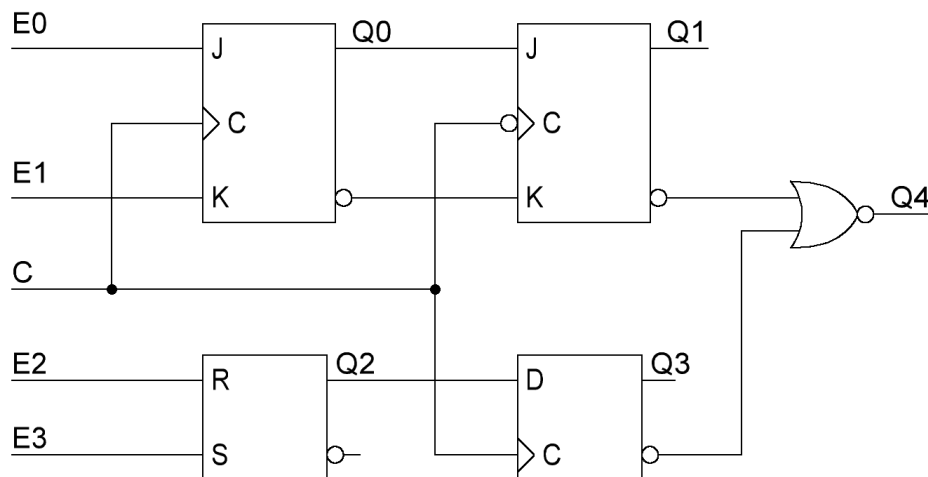 E0 Q0 Q1
J J
C C
E1 K K
Q4
C
E2 R Q2 D Q3
E3 S C